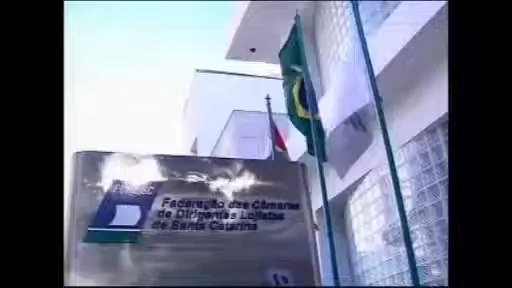 Federação das Câmaras
de Dirigentes Lojistas
de Santa Catarina